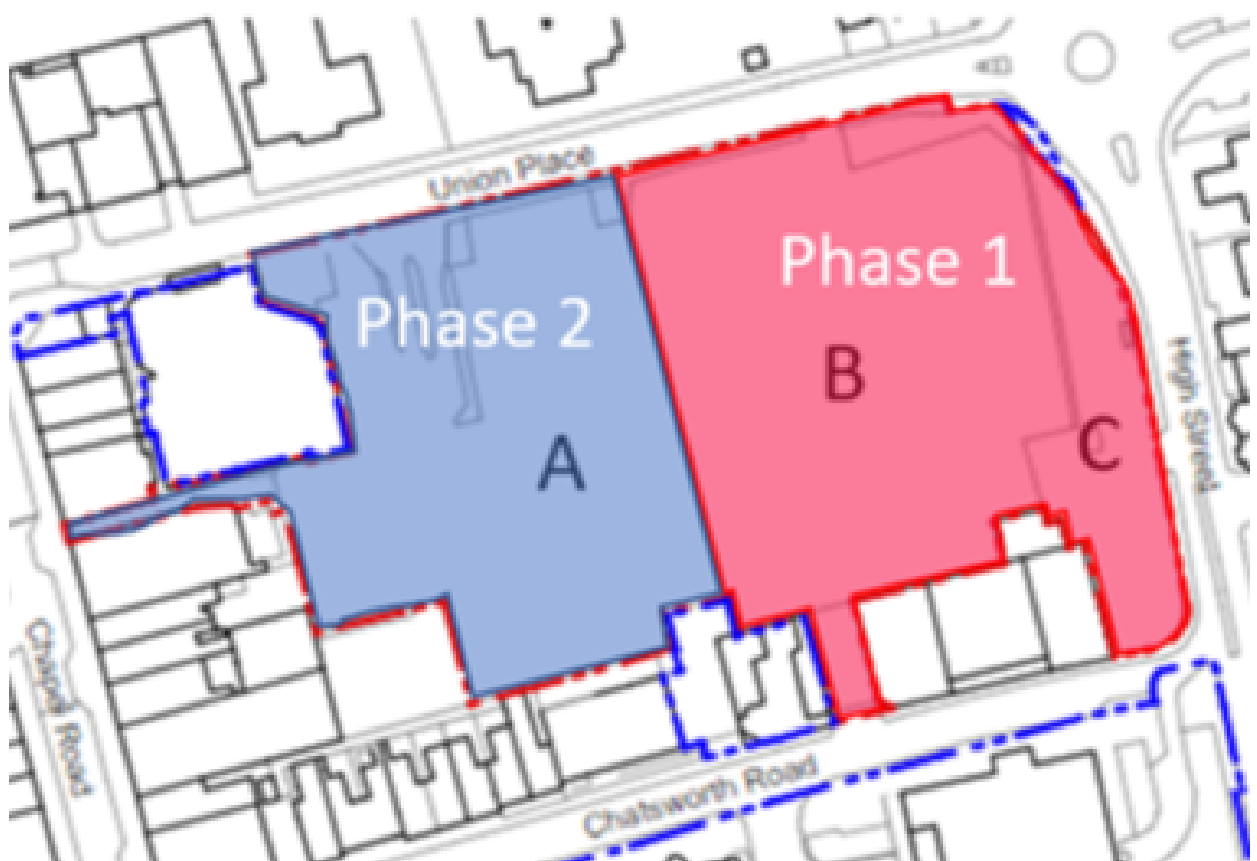 Union Place
Phase 1
Phase 2
B
C
A
High Street
Chapel Road
Chatsworth Road